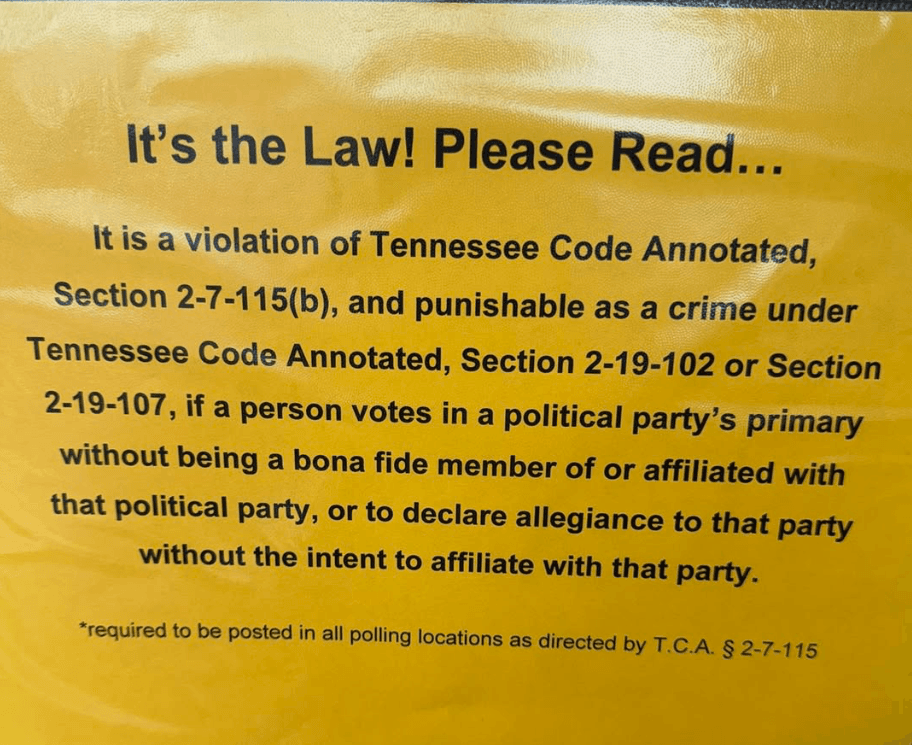 It's the Law! Please Read...
It is a violation of Tennessee Code Annotated,
Section 2-7-115(b), and punishable as a crime under
Tennessee Code Annotated, Section 2-19-102 or Section
2-19-107, if a person votes in a political party's primary
without being a bona fide member of or affiliated with
that political party, or to declare allegiance to that party
without the intent to affiliate with that party.
*required to be posted in all polling locations as directed by T.C.A. § 2-7-115